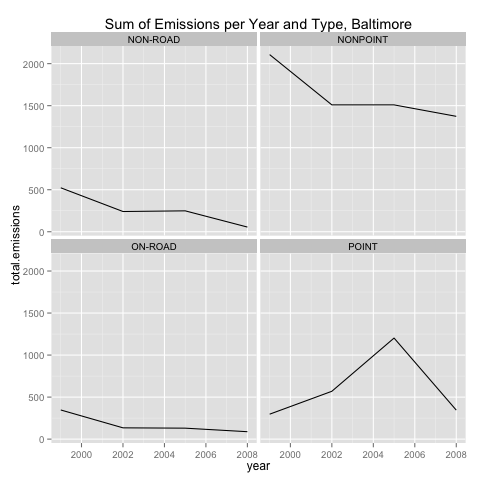 Sum of Emissions per Year and Type, Baltimore
NON-ROAD NONPOINT
2000
1500
1000
500
0
ON-ROAD POINT
2000
1500
1000
500
0
total.emissions
2000 2002 2004 2006 2008 2000 2002 2004 2006 2008
year